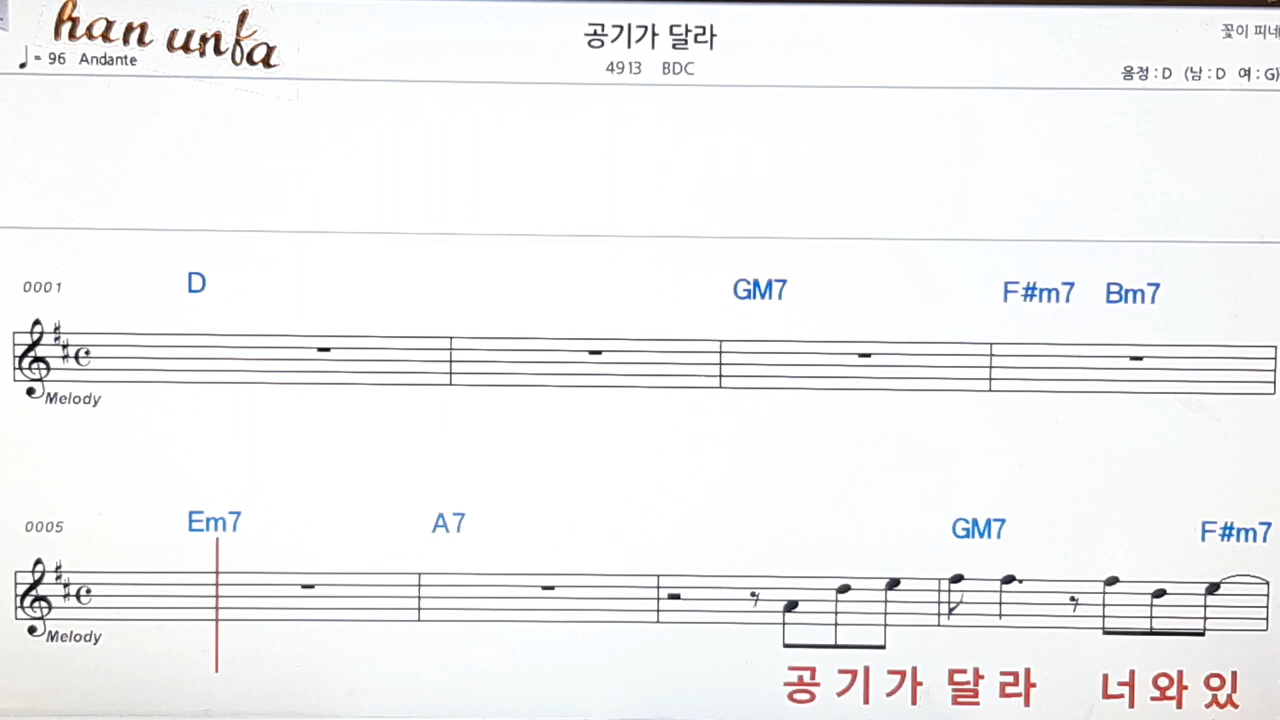 han unfa
♩= 96 Andante
공기가 달라
4913 BDC
꽃이 피네
음정 : D (남 : D 여 : G)
0001 D GM7 F#m7 Bm7
Melody
0005 Em7 A7 GM7 F#m7
Melody
공 기 가 달 라 너 와 있